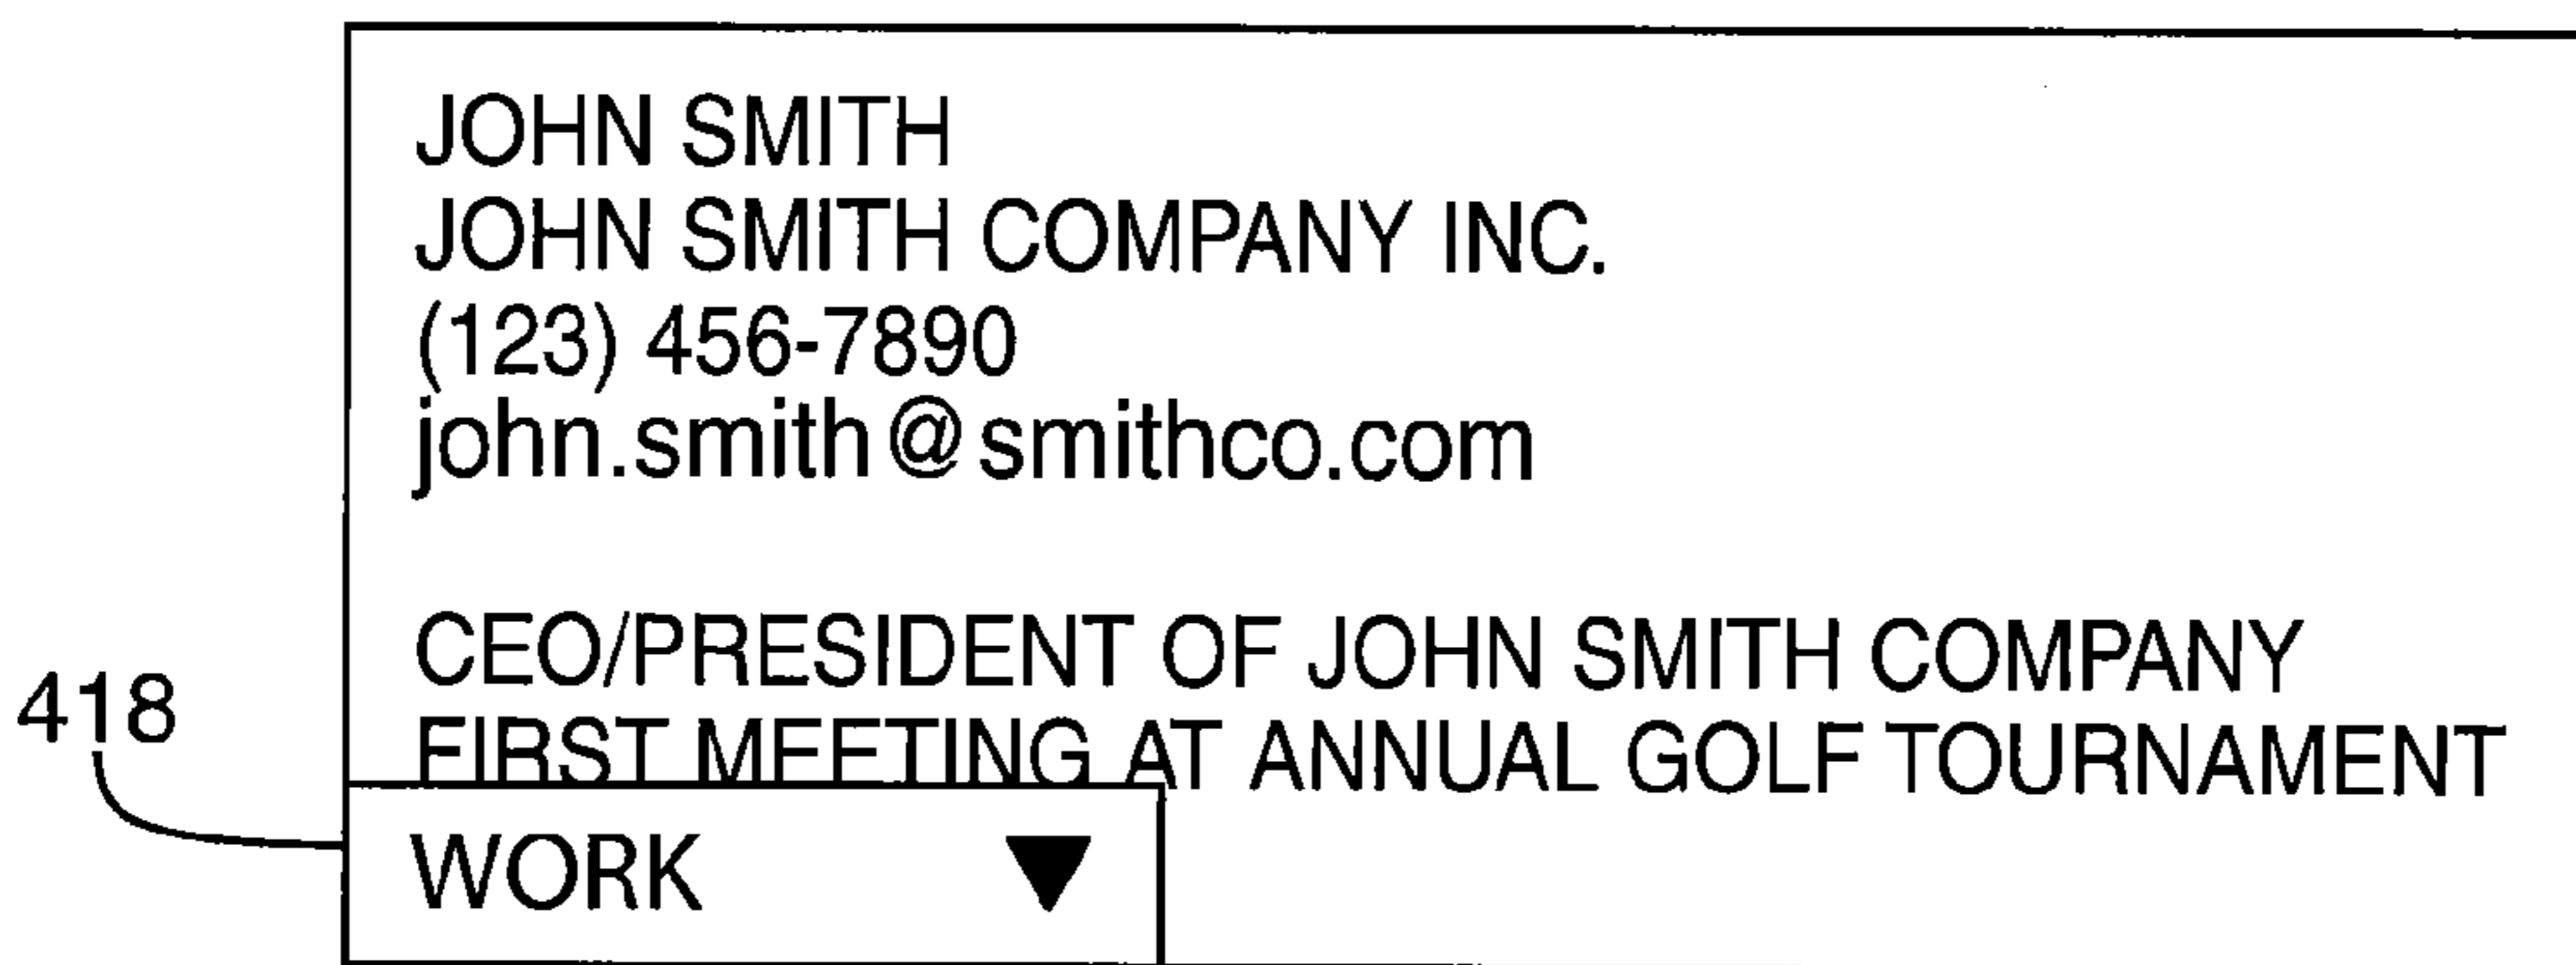 JOHN SMITH
JOHN SMITH COMPANY INC.
(123) 456-7890
john.smith@smithco.com
CEO/PRESIDENT OF JOHN SMITH COMPANY
FIRST MEETING AT ANNUAL GOLF TOURNAMENT
418
WORK